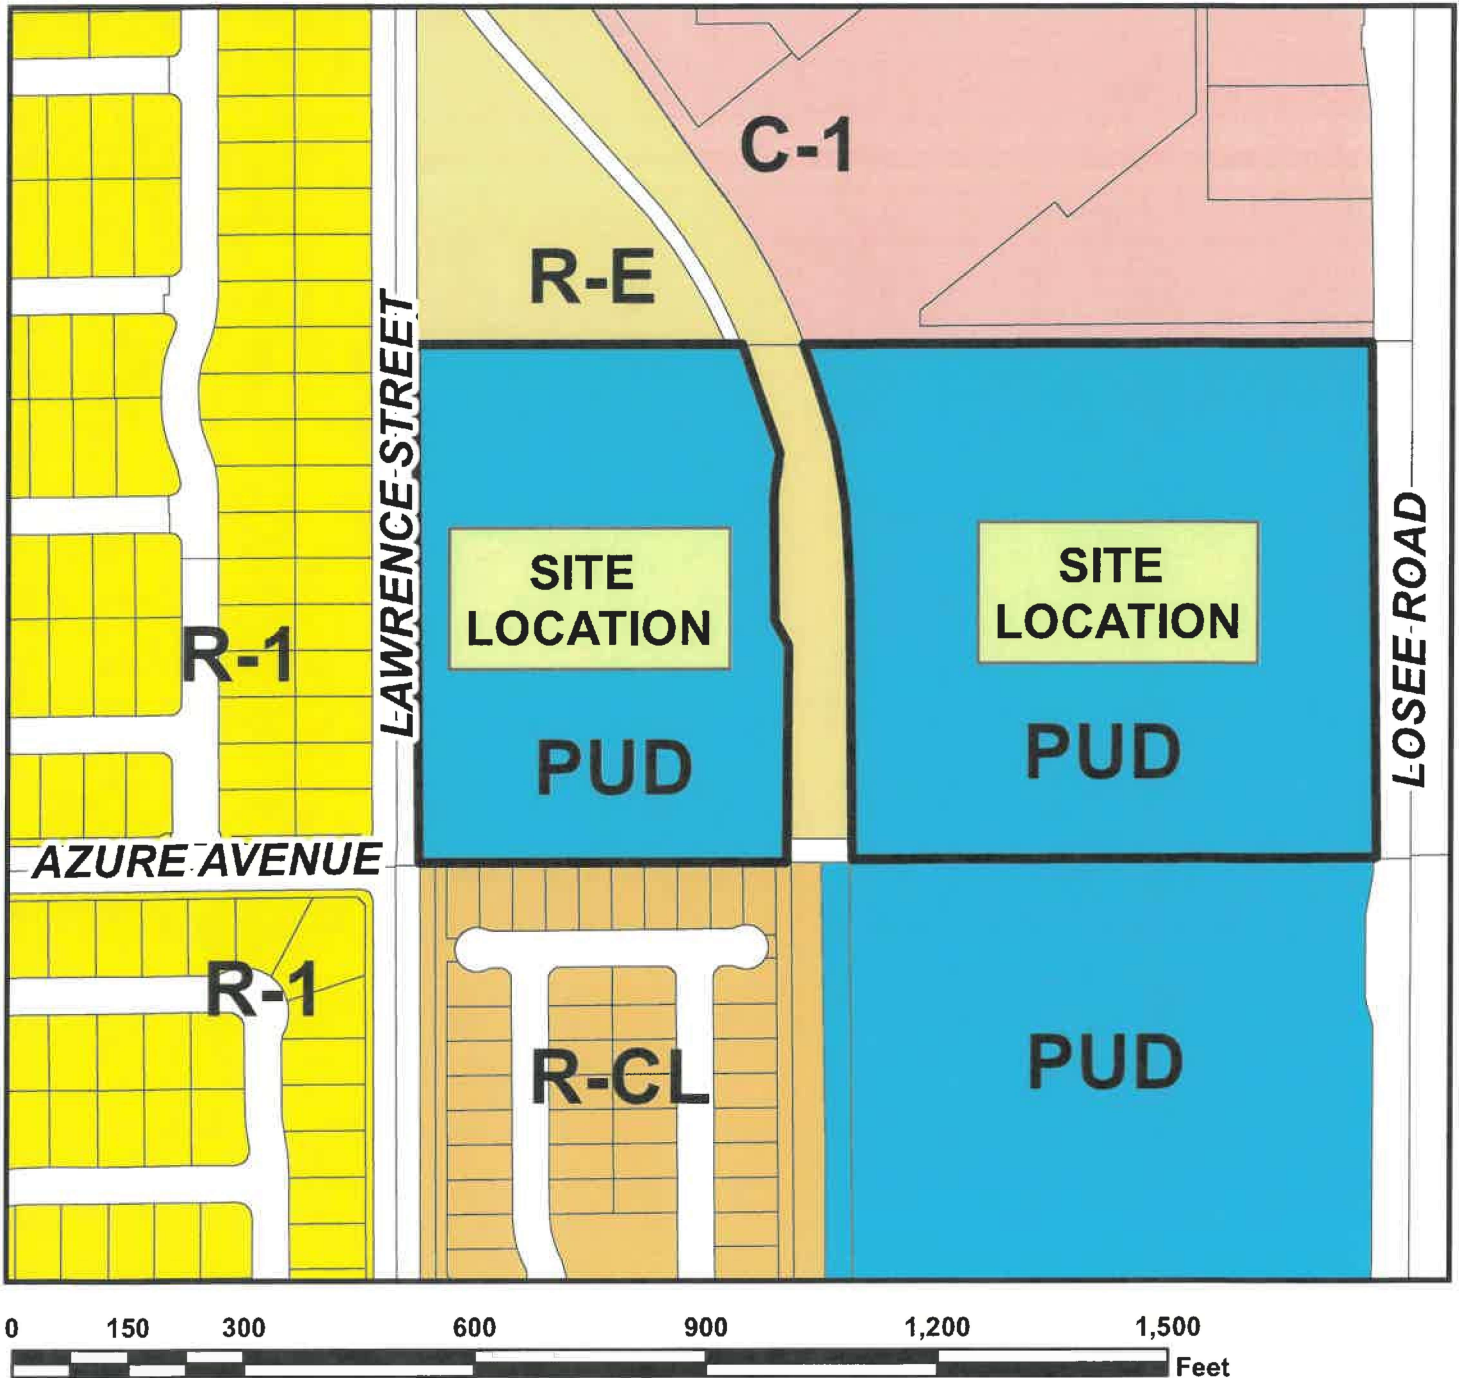 C-1
R-E
LAWRENCE STREET
SITE
LOCATION
SITE
LOCATION
LOSEE ROAD
R-1
PUD
PUD
AZURE AVENUE
R-1
R-CL
PUD
0 150 300 600 900 1,200 1,500
Feet